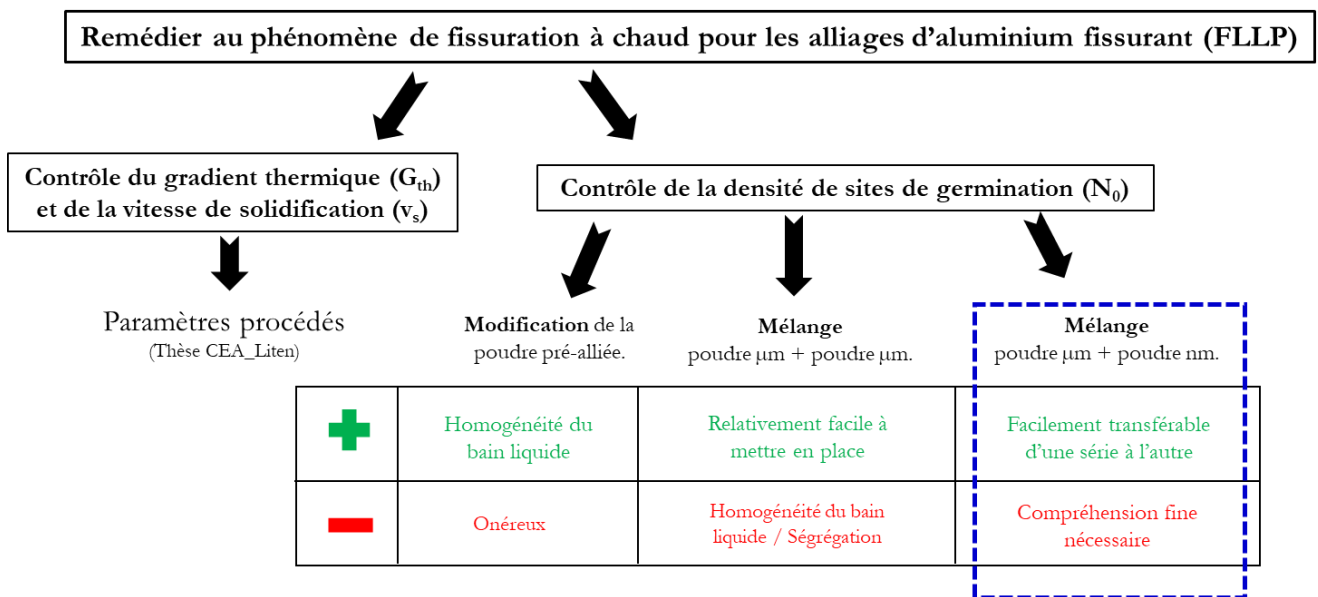 Remédier au phénomène de fissuration à chaud pour les alliages d'aluminium fissurant (FLLP)
Contrôle du gradient thermique (Gth)
et de la vitesse de solidification (vs)
Contrôle de la densité de sites de germination (N0)
Paramètres procédés
(Thèse CEA_Liten)
Modification de la
poudre pré-alliée.
Mélange
poudre µm + poudre µm.
Mélange
poudre µm + poudre nm.
Homogénéité du
bain liquide
Relativement facile à
mettre en place
Facilement transférable
d'une série à l'autre
Onéreux
Homogénéité du bain
liquide / Ségrégation
Compréhension fine
nécessaire